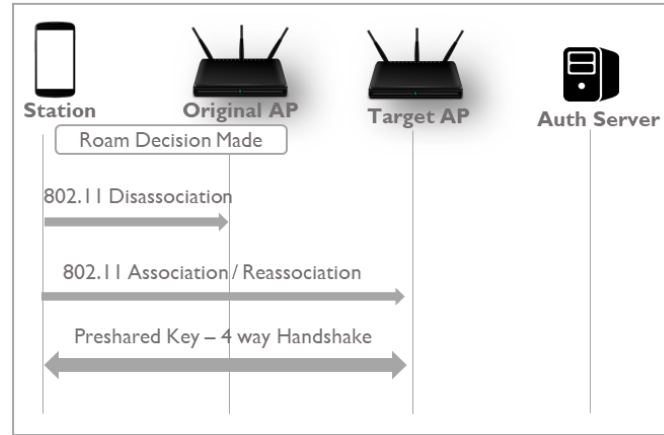 Station
Original AP
Target AP
Auth Server
Roam Decision Made
802.11 Disassociation
802.11 Association / Reassociation
Preshared Key – 4 way Handshake